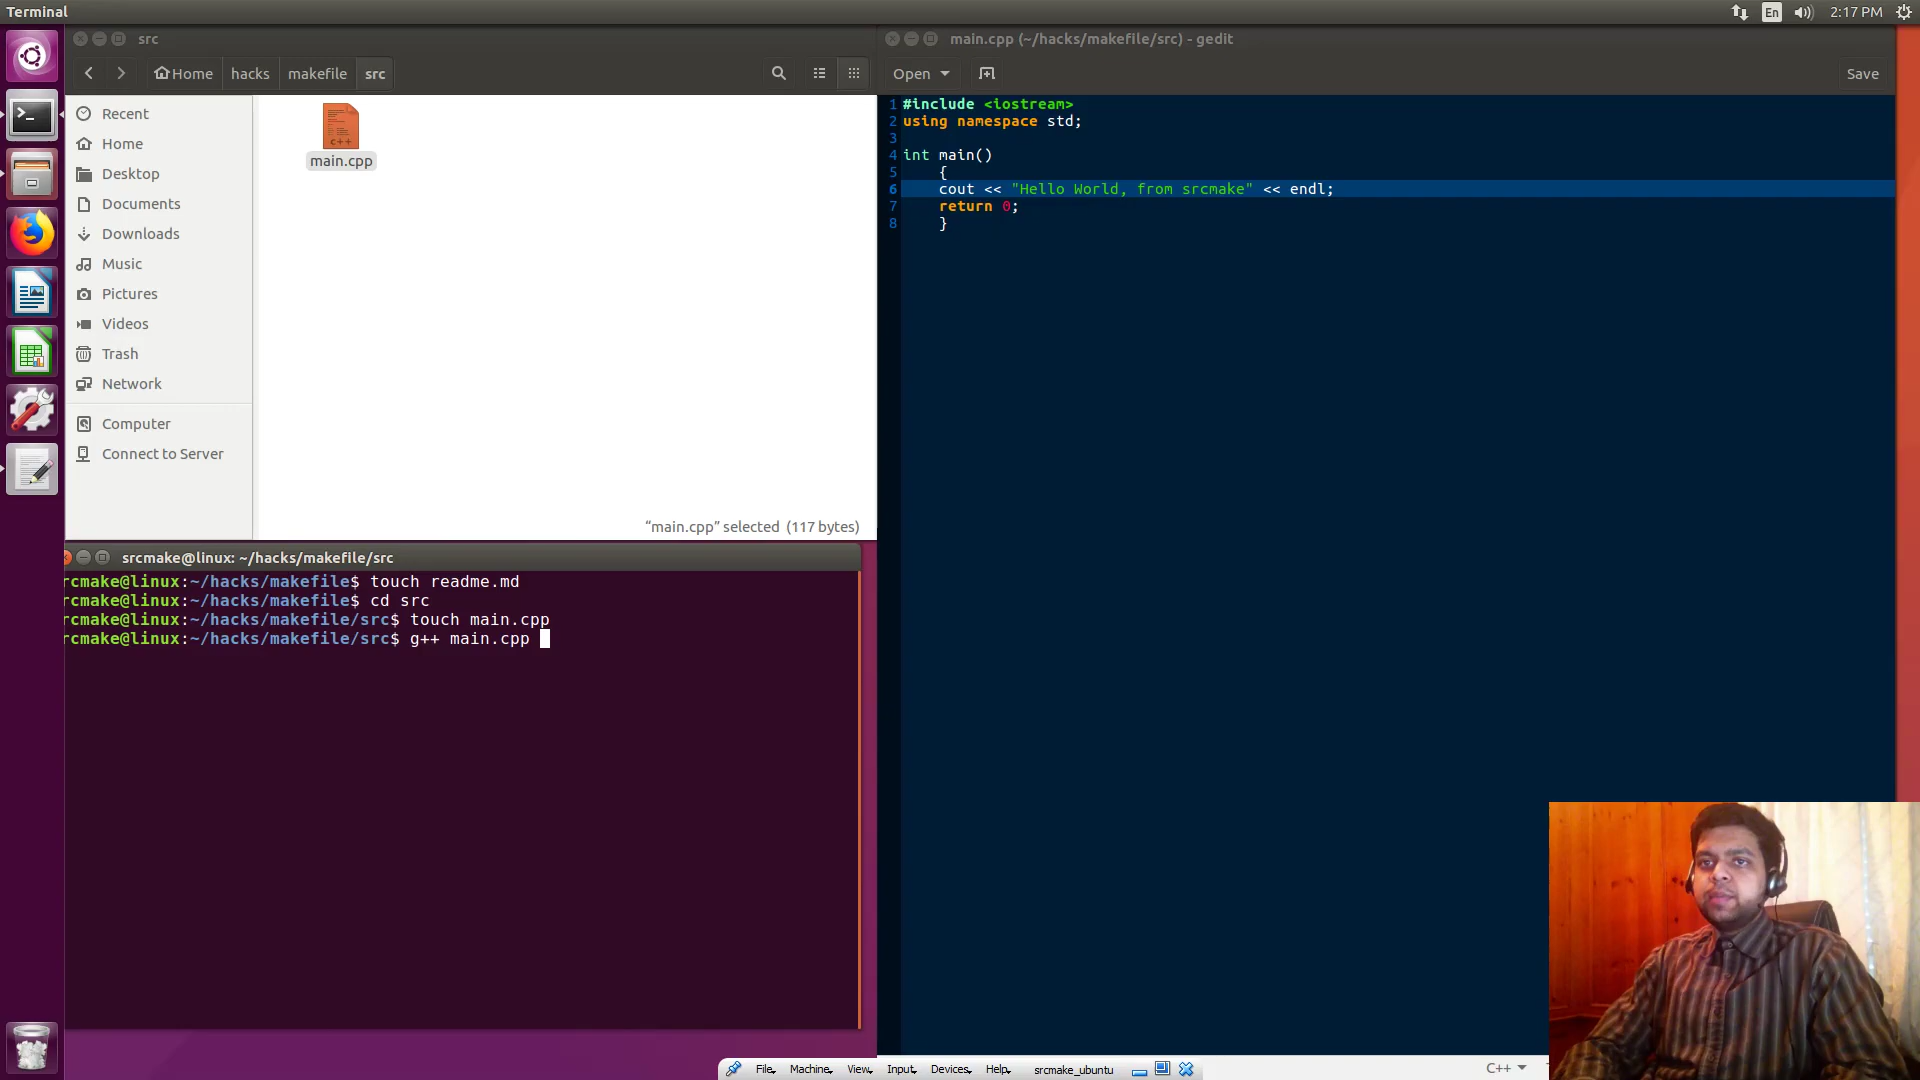 Terminal
En
2:17 PM
src
Home
hacks
makefile
src
Recent
Home
Desktop
Documents
Downloads
Music
Pictures
Videos
Trash
Network
Computer
Connect to Server
c++
main.cpp
“main.cpp” selected (117 bytes)
main.cpp (~/hacks/makefile/src) - gedit
Open
Save
1 #include <iostream>
2 using namespace std;
3
4 int main()
5 {
6 cout << "Hello World, from srcmake" << endl;
7 return 0;
8 }
srcmake@linux: ~/hacks/makefile/src
rcmake@linux:~/hacks/makefile$ touch readme.md
rcmake@linux:~/hacks/makefile$ cd src
rcmake@linux:~/hacks/makefile/src$ touch main.cpp
rcmake@linux:~/hacks/makefile/src$ g++ main.cpp
File
Machine
View
Input
Devices
Help
srcmake_ubuntu
C++